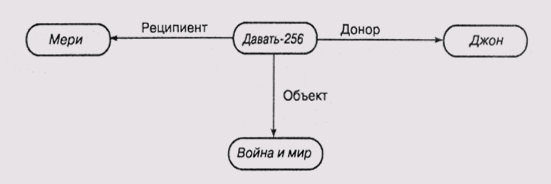 Мери
Реципиент
Давать-256
Донор
Джон
Объект
Война и мир